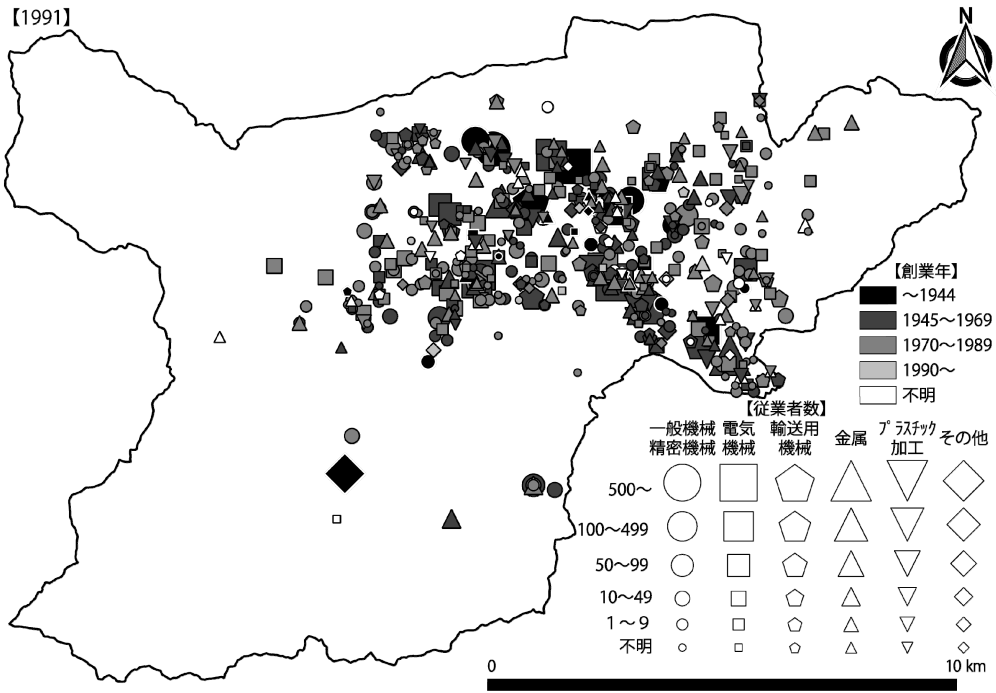 【1991】
N
【創業年】
～1944
1945～1969
1970～1989
1990～
不明
【従業者数】
一般機械 電気 輸送用 金属 ﾌﾟﾗｽﾁｯｸ その他
精密機械 機械 機械 加工
500～
100～499
50～99
10～49
1～9
不明
0 10 km